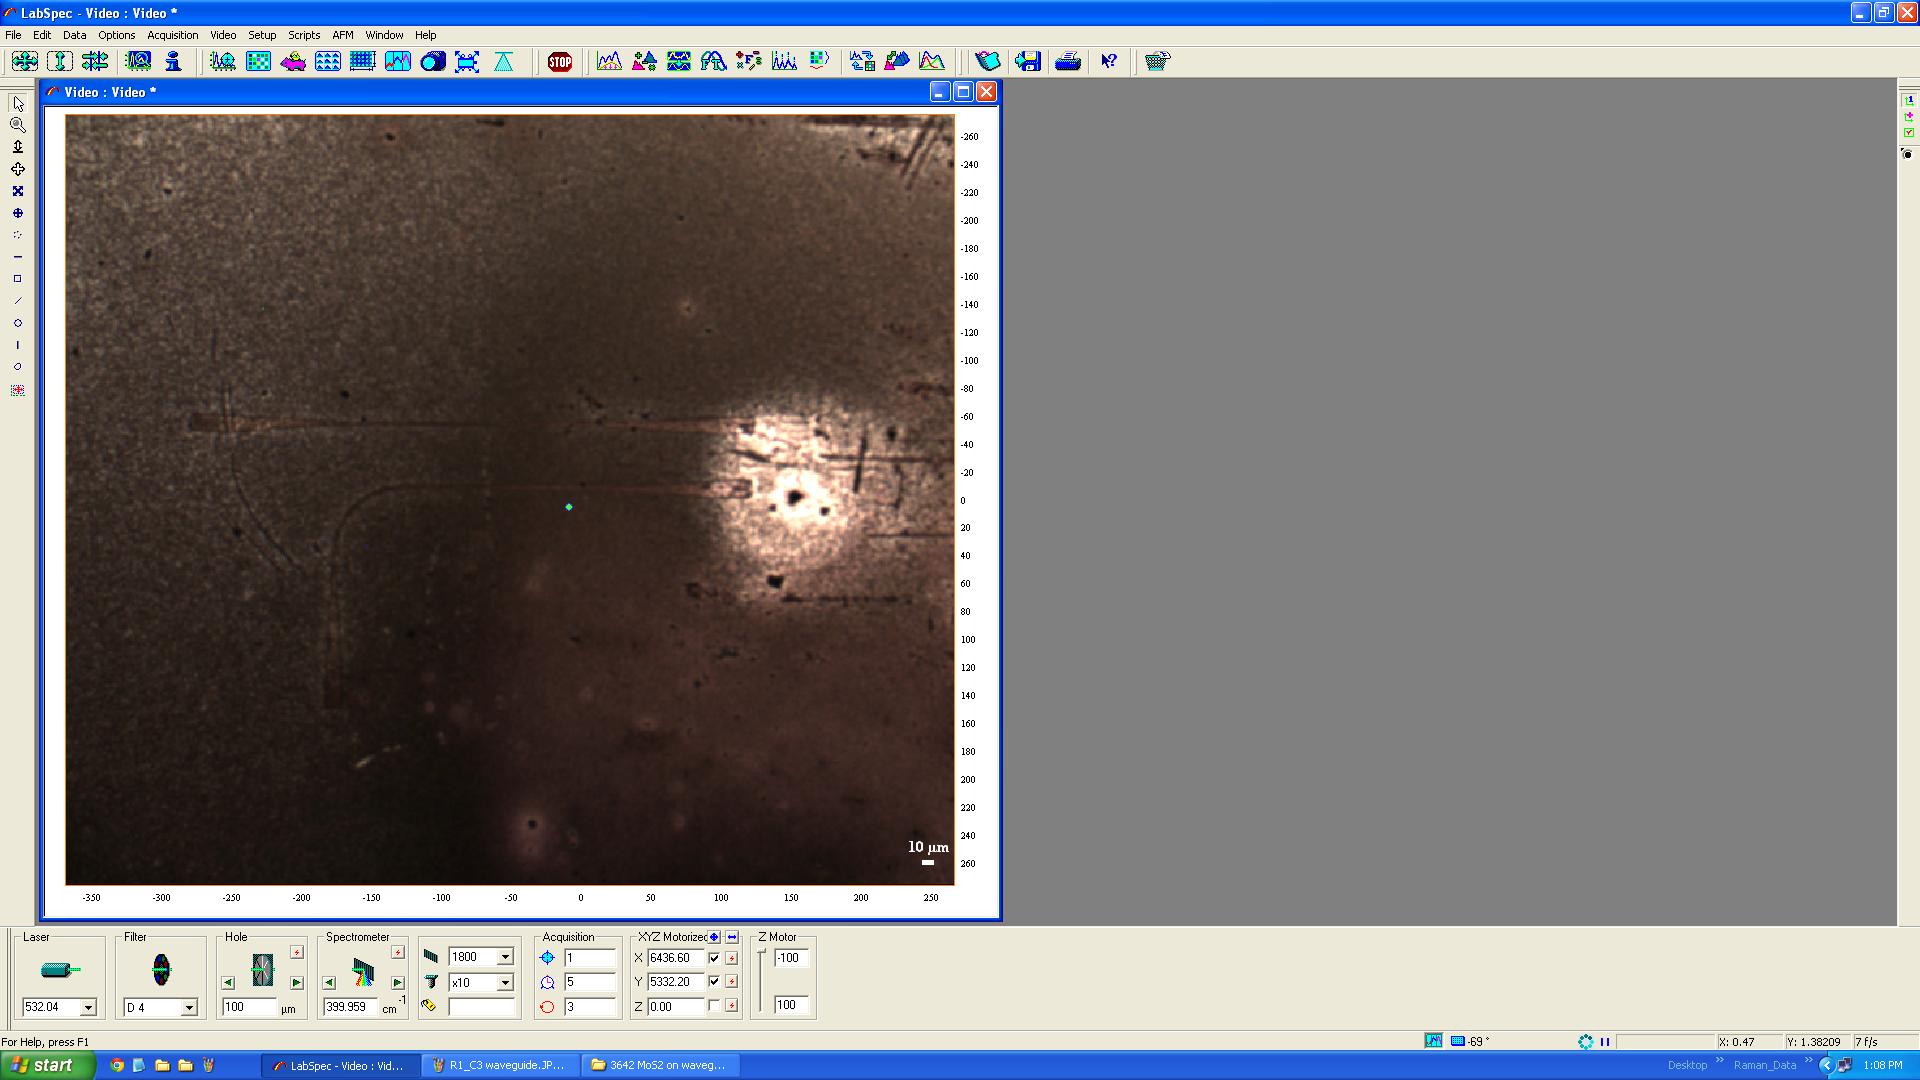 LabSpec - Video : Video *
File Edit Data Options Acquisition Video Setup Scripts AFM Window Help
STOP
Video : Video *
-260
-240
-220
-200
-180
-160
-140
-120
-100
-80
-60
-40
-20
0
20
40
60
80
100
120
140
160
180
200
220
240
260
10 µm
-350 -300 -250 -200 -150 -100 -50 0 50 100 150 200 250
Laser Filter Hole Spectrometer Acquisition XYZ Motorized Z Motor
1800 1 X 6436.60 -100
x10 5 Y 5332.20
532.04 D 4 100 µm 399.959 cm -1 3 Z 0.00 100
For Help, press F1 -69 ° X: 0.47 Y: 1.38209 7 f/s
start LabSpec - Video : Vid... R1_C3 waveguide.JP... 3642 MoS2 on waveg... Desktop » Raman_Data » 1:08 PM